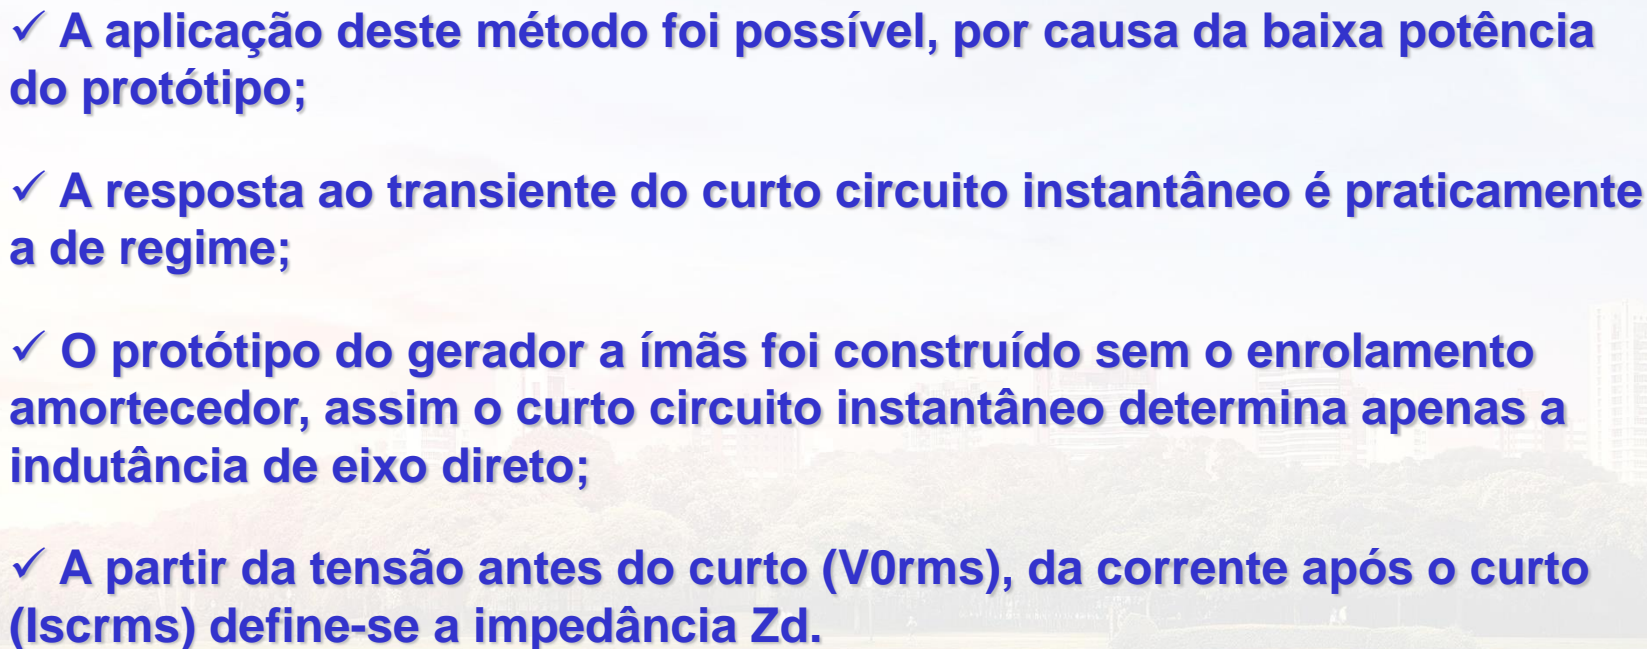 ✓ A aplicação deste método foi possível, por causa da baixa potência
do protótipo;
✓ A resposta ao transiente do curto circuito instantâneo é praticamente
a de regime;
✓ O protótipo do gerador a ímãs foi construído sem o enrolamento
amortecedor, assim o curto circuito instantâneo determina apenas a
indutância de eixo direto;
✓ A partir da tensão antes do curto (V0rms), da corrente após o curto
(Iscrms) define-se a impedância Zd.